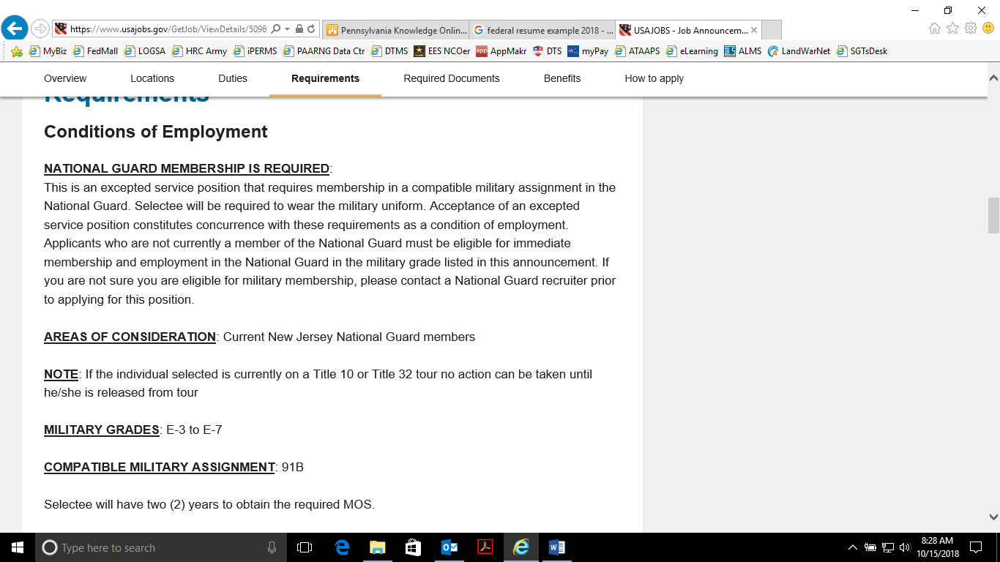 https://www.usajobs.gov/GetJob/ViewDetails/5096
Pennsylvania Knowledge Onlin...
federal resume example 2018 - ...
USAJOBS - Job Announcem...
MyBiz FedMall LOGSA HRC Army iPERMS PAARNG Data Ctr DTMS EES NCOer AppMakr DTS myPay ATAAPS eLearning ALMS LandWarNet SGTsDesk
Overview Locations Duties Requirements Required Documents Benefits How to apply
Requirements
Conditions of Employment
NATIONAL GUARD MEMBERSHIP IS REQUIRED:
This is an excepted service position that requires membership in a compatible military assignment in the
National Guard. Selectee will be required to wear the military uniform. Acceptance of an excepted
service position constitutes concurrence with these requirements as a condition of employment.
Applicants who are not currently a member of the National Guard must be eligible for immediate
membership and employment in the National Guard in the military grade listed in this announcement. If
you are not sure you are eligible for military membership, please contact a National Guard recruiter prior
to applying for this position.
AREAS OF CONSIDERATION: Current New Jersey National Guard members
NOTE: If the individual selected is currently on a Title 10 or Title 32 tour no action can be taken until
he/she is released from tour
MILITARY GRADES: E-3 to E-7
COMPATIBLE MILITARY ASSIGNMENT: 91B
Selectee will have two (2) years to obtain the required MOS.
Type here to search
8:28 AM
10/15/2018